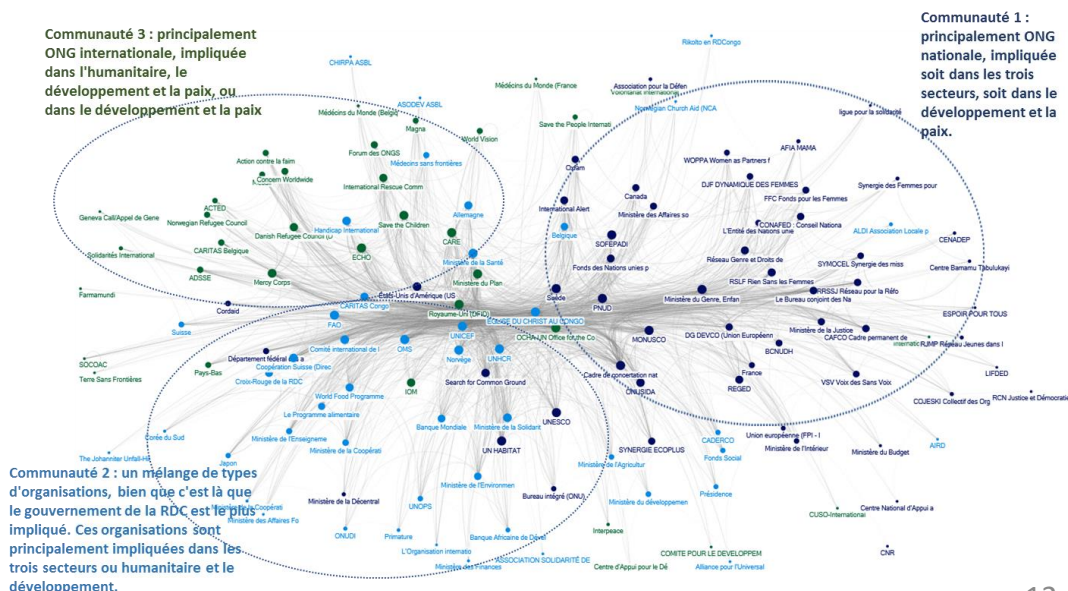 Communauté 3 : principalement
ONG internationale, impliquée
dans l'humanitaire, le
développement et la paix, ou
dans le développement et la paix
Communauté 1 :
principalement ONG
nationale, impliquée
soit dans les trois
secteurs, soit dans le
développement et la
paix.
Rikolto en RDCongo
CHIRPA ASBL
Médecins du Monde (France
Association pour la Défen
ASODEV ASBL
Norwegian Church Aid (NCA
Médecins du Monde (Belgiq
ligue pour la solidarité
Magna
Save the People Internati
World Vision
Forum des ONGS
AFIA MAMA
Action contre la faim
Médecins sans frontières
WOPPA Women as Partners f
Oxfam
Concern Worldwide
International Rescue Comm
DJF DYNAMIQUE DES FEMMES
Synergie des Femmes pour
Canada
FFC Fonds pour les Femmes
ACTED
International Alert
Ministère des Affaires so
Geneva Call/Appel de Gene
Allemagne
Norwegian Refugee Council
Save the Children
CONAFED : Conseil Nationa
Handicap International
L'Entité des Nations unie
ALDI Association Locale p
Belgique
Danish Refugee Council (D
CARE
SOFEPADI
CENADEP
CARITAS Belgique
Solidarités International
ECHO
Réseau Genre et Droits de
Ministère de la Santé
SYMOCEL Synergie des miss
Fonds des Nations unies p
Centre Bamamu Tabulukayi
ADSSE
Mercy Corps
Ministère du Plan
RSLF Rien Sans les Femmes
Farmamundi
États-Unis d'Amérique (US
Suède
Ministère du Genre, Enfan
RRSSJ Réseau pour la Réfo
Le Bureau conjoint des Na
Cordaid
CARITAS Congo
Royaume-Uni (DFID)
PNUD
ESPOIR POUR TOUS
FAO
EGLISE DU CHRIST AU CONGO
Suisse
UNICEF
OCHA UN Office for the Co
MONUSCO
DG DEVCO (Union Européenn
Ministère de la Justice
CAFCO Cadre permanent de
RJMP Réseau Jeunes dans l
Comité international de l
OMS
Norvège
UNHCR
BCNUDH
SOCOAC
Département fédéral
Coopération Suisse (Direc
Pays-Bas
Cadre de concertation nat
France
LIFDED
Terre Sans Frontières
Croix-Rouge de la RDC
IOM
Search for Common Ground
ONUSIDA
REGED
VSV Voix des Sans Voix
World Food Programme
COJESKI Collectif des Org
RCN Justice et Démocratie
Le Programme alimentaire
Banque Mondiale
Ministère de la Solidarit
UNESCO
Corée du Sud
Ministère de l'Enseigneme
Ministère de la Coopérati
UN HABITAT
SYNERGIE ECOPLUS
CADERCO
Union européenne (FPI - I
Ministère de l'Intérieur
AIRD
The Johanniter Unfall-Hi
Japon
Ministère de l'Agricultur
Fonds Social
Ministère du Budget
Communauté 2 : un mélange de types
d'organisations, bien que c'est là que
le gouvernement de la RDC est le plus
impliqué. Ces organisations sont
principalement impliquées dans les
trois secteurs ou humanitaire et le
développement.
Ministère de l'Environmen
Présidence
Ministère de la Décentral
UNOPS
Bureau intégré (ONU)
Ministère du développemen
Ministère des Affaires Fo
CUSO-International
Centre National d'Appui a
ONUDI
Primature
Banque Africaine de Dével
Interpeace
L'Organisation internatio
ASSOCIATION SOLIDARITÉ DE
Ministère des Finances
Centre d'Appui pour le Dé
COMITE POUR LE DEVELOPPEM
Alliance pour l'Universal
CNR